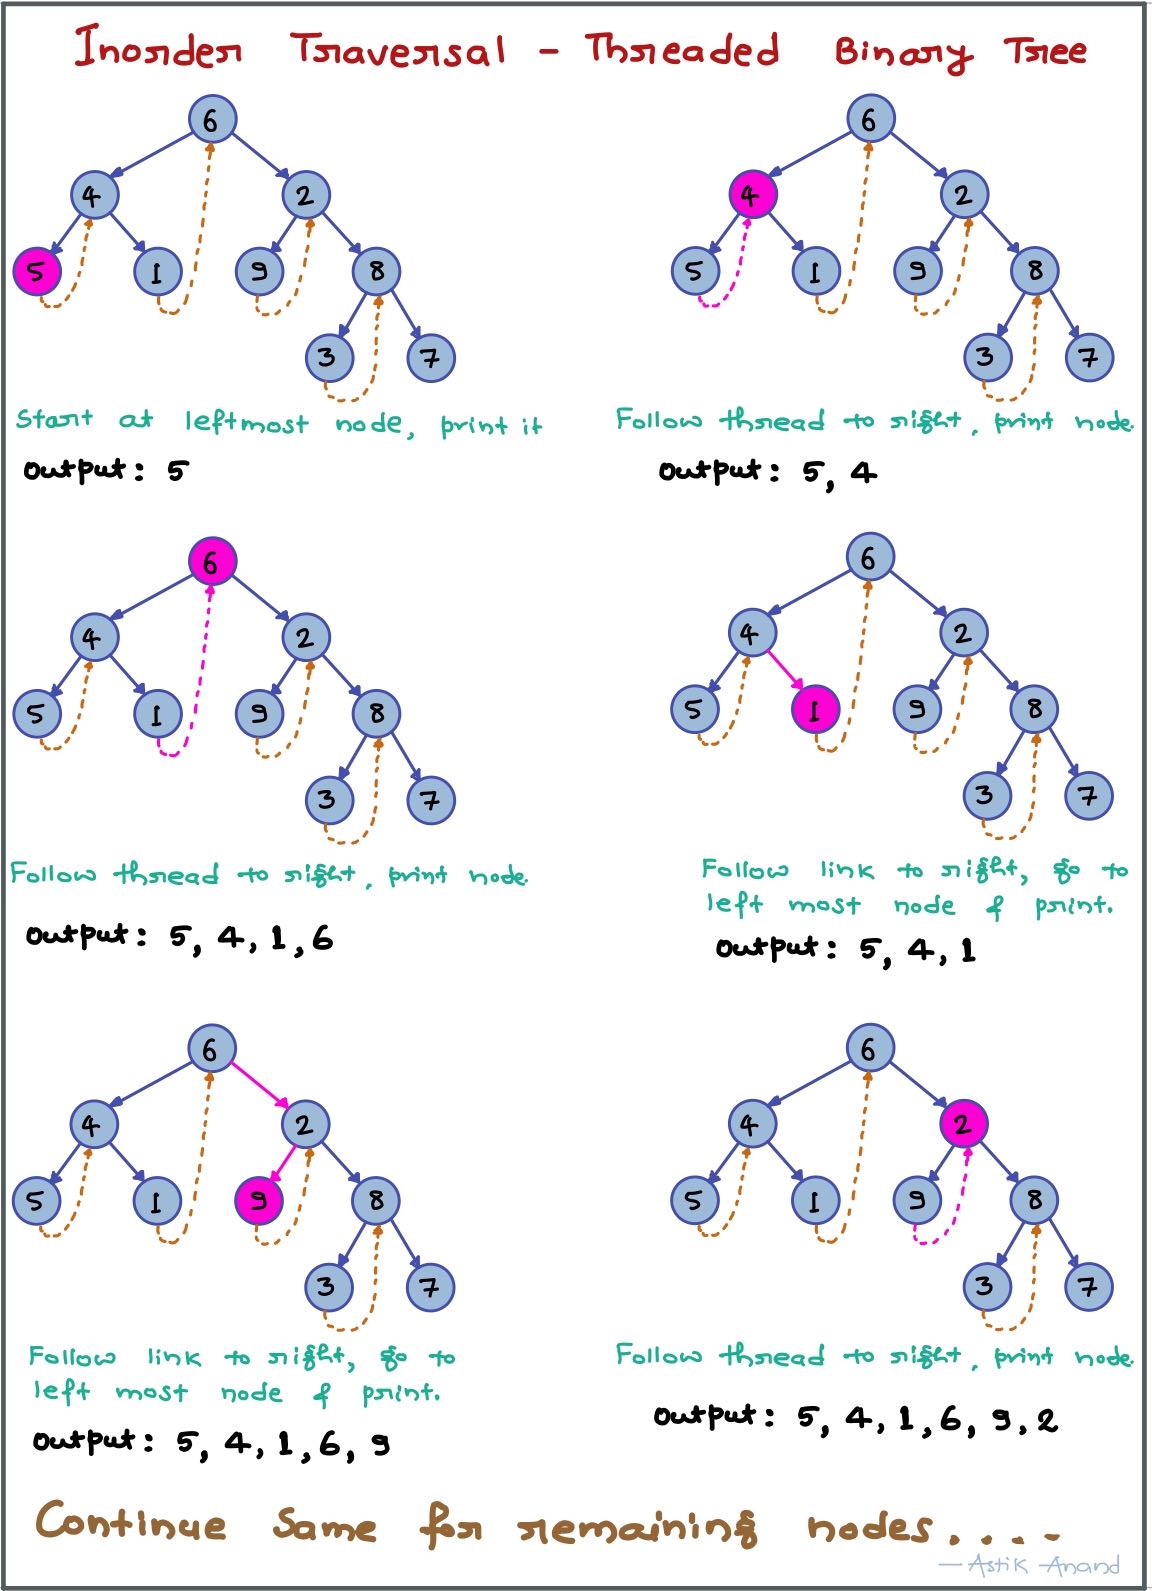 Inorder Traversal - Threaded Binary Tree
6
4 2
5 1 9 8
3 7
Start at leftmost node, print it
Output: 5
6
4 2
5 1 9 8
3 7
Follow thread to right, print node.
Output: 5, 4
6
4 2
5 1 9 8
3 7
Follow thread to right, print node.
Output: 5, 4, 1, 6
6
4 2
5 1 9 8
3 7
Follow link to right, go to
left most node & print.
Output: 5, 4, 1
6
4 2
5 1 9 8
3 7
Follow link to right, go to
left most node & print.
Output: 5, 4, 1, 6, 9
6
4 2
5 1 9 8
3 7
Follow thread to right, print node.
Output: 5, 4, 1, 6, 9, 2
Continue Same for remaining nodes....
— Astik Anand